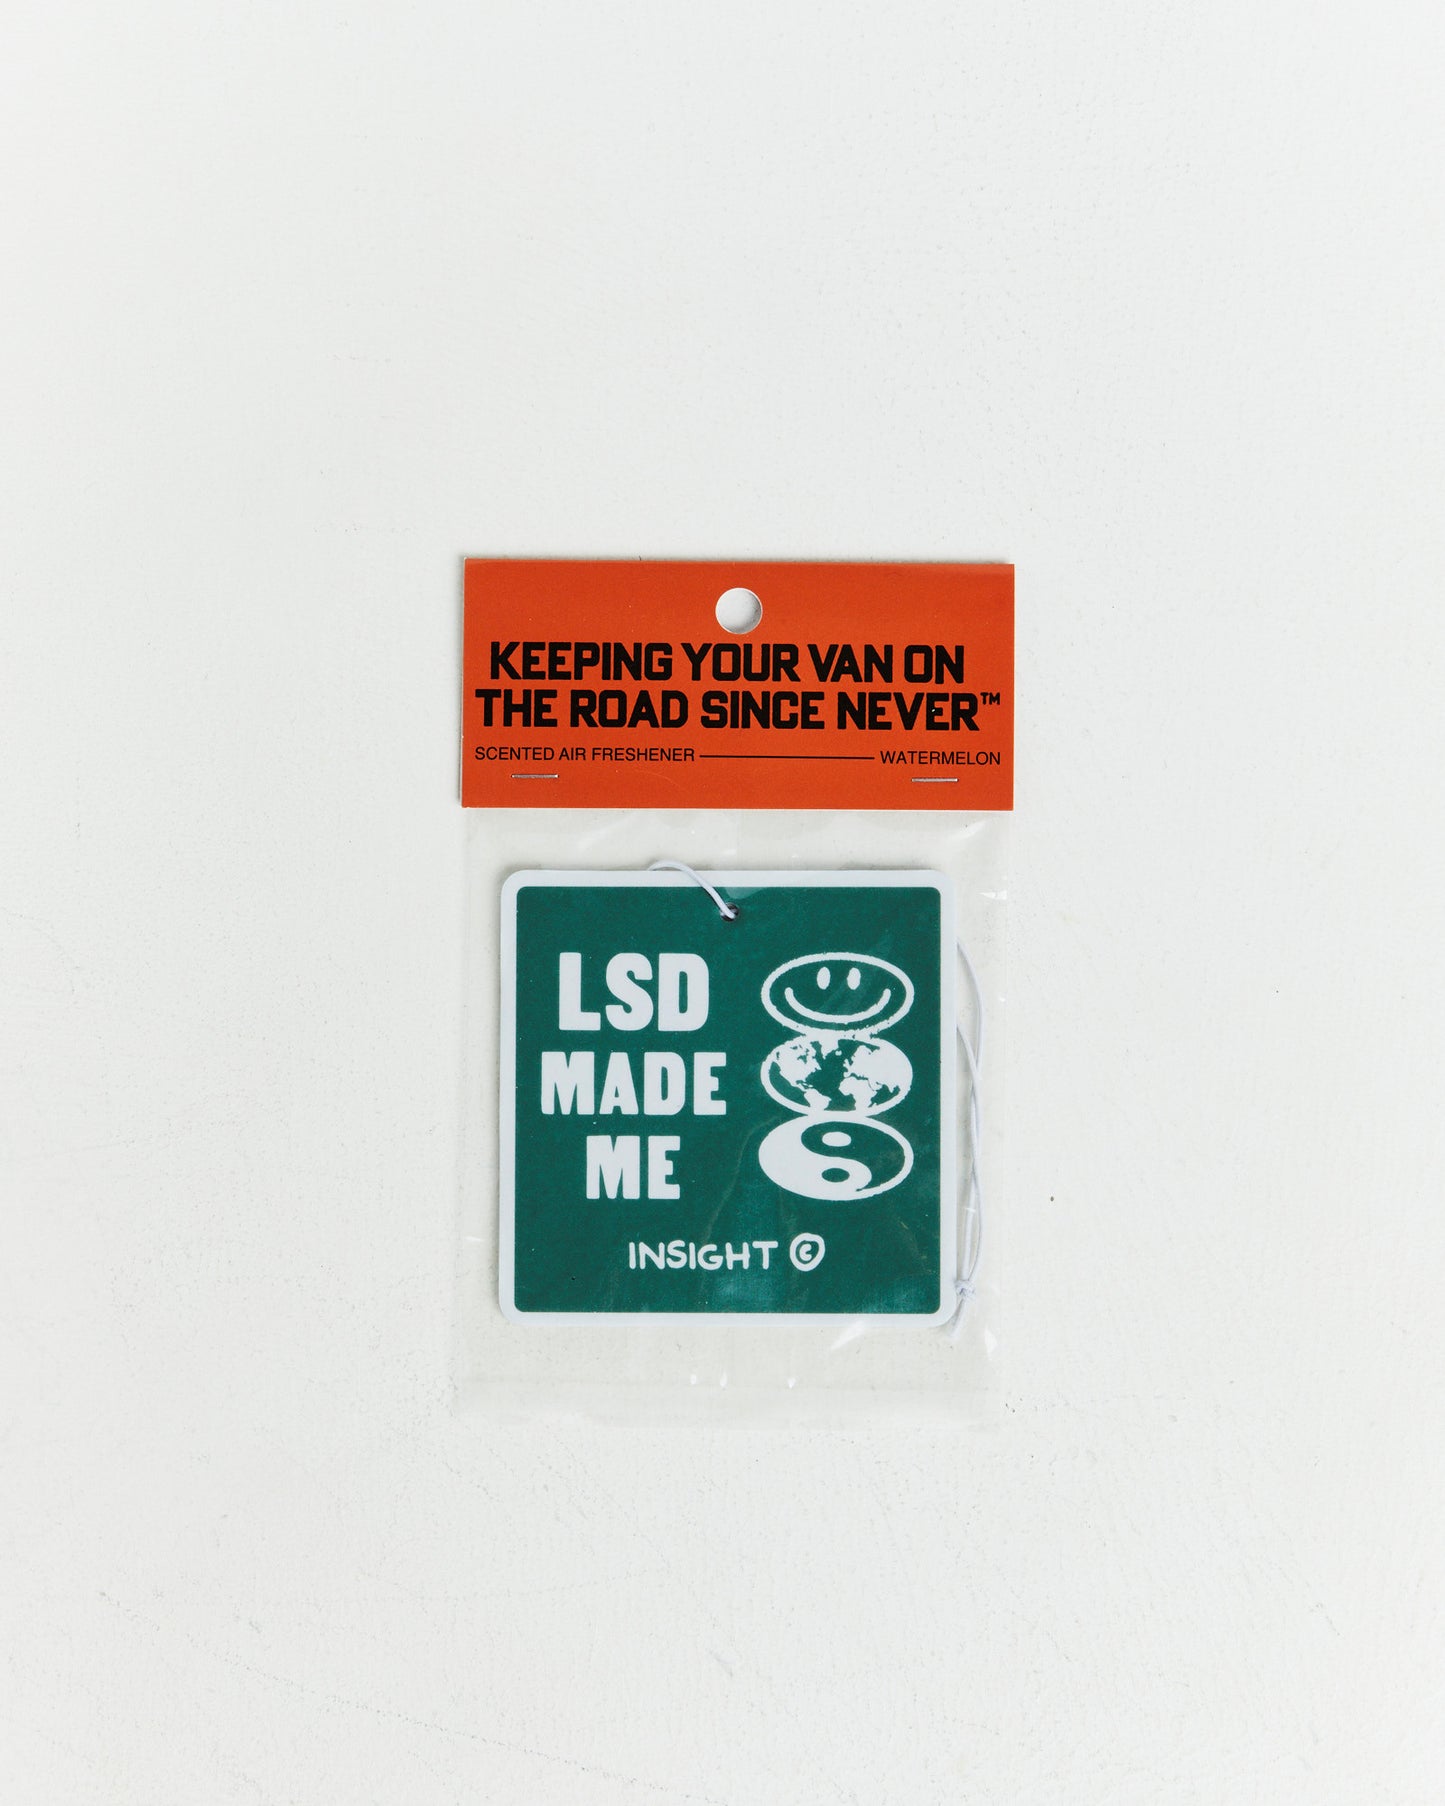 KEEPING YOUR VAN ON
THE ROAD SINCE NEVER™
SCENTED AIR FRESHENER WATERMELON
LSD
MADE
ME
INSIGHT ©